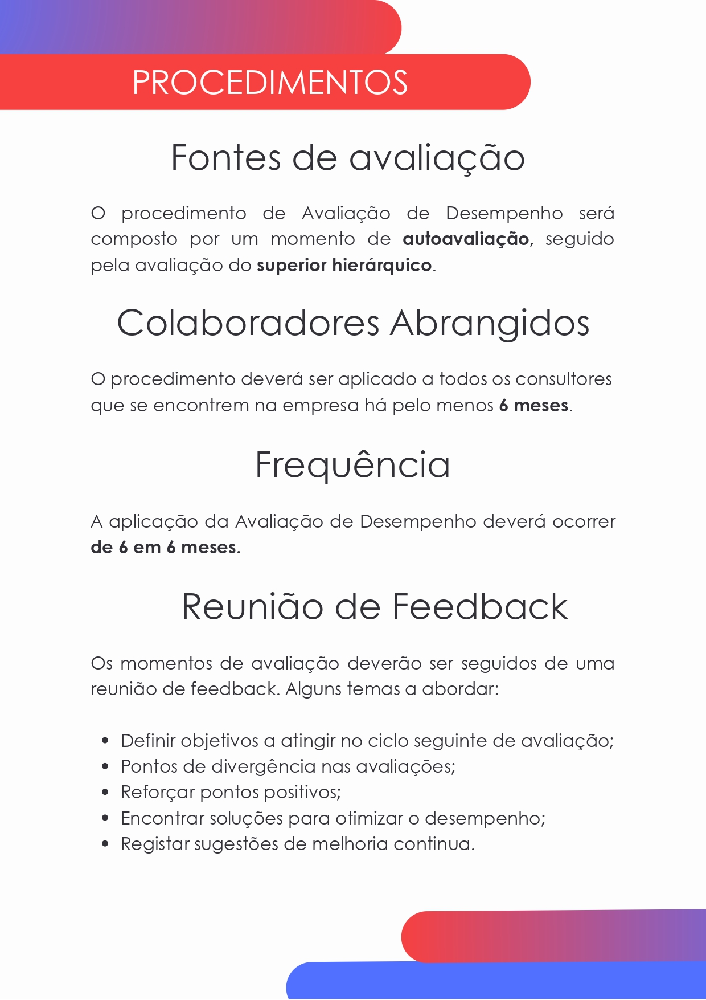 PROCEDIMENTOS
Fontes de avaliação
O procedimento de Avaliação de Desempenho será
composto por um momento de autoavaliação, seguido
pela avaliação do superior hierárquico.
Colaboradores Abrangidos
O procedimento deverá ser aplicado a todos os consultores
que se encontrem na empresa há pelo menos 6 meses.
Frequência
A aplicação da Avaliação de Desempenho deverá ocorrer
de 6 em 6 meses.
Reunião de Feedback
Os momentos de avaliação deverão ser seguidos de uma
reunião de feedback. Alguns temas a abordar:
• Definir objetivos a atingir no ciclo seguinte de avaliação;
• Pontos de divergência nas avaliações;
• Reforçar pontos positivos;
• Encontrar soluções para otimizar o desempenho;
• Registar sugestões de melhoria continua.